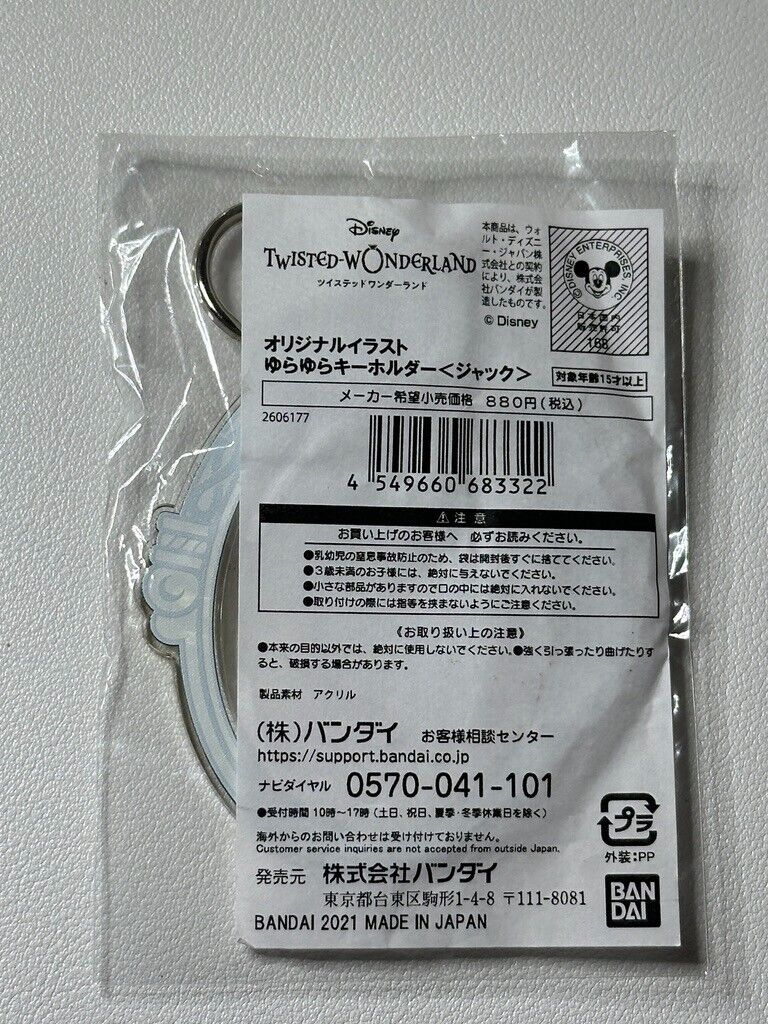 Disney
TWISTED-WONDERLAND
ツイステッドワンダーランド
本商品は、ウォ
ルト・ディズニ
ー・ジャパン株
式会社との契約
により、株式会
社バンダイが製
造したものです。
© Disney
© DISNEY ENTERPRISES INC.
日本国内
販売許可
168
オリジナルイラスト
ゆらゆらキーホルダー<ジャック>
対象年齢15才以上
メーカー希望小売価格 880円(税込)
2606177
4 549660 683322
⚠注意
お買い上げのお客様へ 必ずお読みください。
●乳幼児の窒息事故防止のため、袋は開封後すぐに捨ててください。
●3歳未満のお子様には、絶対に与えないでください。
●小さな部品がありますので口の中には絶対に入れないでください。
●取り付けの際には指等を挟まないようにご注意ください。
《お取り扱い上の注意》
●本来の目的以外では、絶対に使用しないでください。●強く引っ張ったり曲げたりす
ると、破損する場合があります。
製品素材 アクリル
(株)バンダイ お客様相談センター
https://support.bandai.co.jp
ナビダイヤル 0570-041-101
●受付時間 10時~17時(土日、祝日、夏季・冬季休業日を除く)
海外からのお問い合わせは受け付けておりません。
Customer service inquiries are not accepted from outside Japan.
プラ
外装:PP
発売元 株式会社バンダイ
東京都台東区駒形1-4-8 〒111-8081
BANDAI 2021 MADE IN JAPAN
BAN
DAI